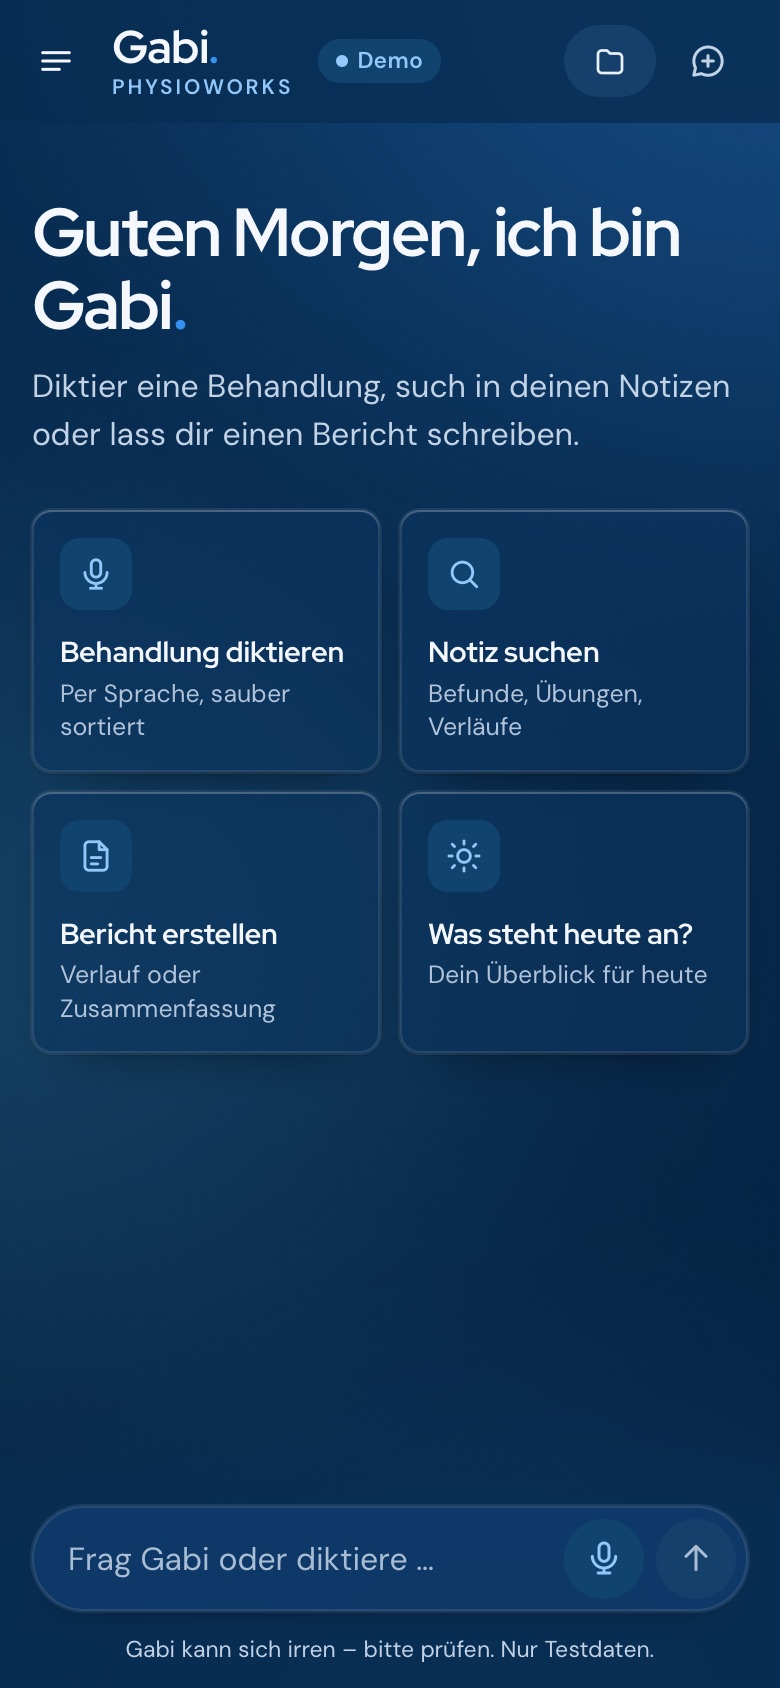 Gabi.
PHYSIOWORKS
Demo
Guten Morgen, ich bin
Gabi.
Diktier eine Behandlung, such in deinen Notizen
oder lass dir einen Bericht schreiben.
Behandlung diktieren
Per Sprache, sauber
sortiert
Notiz suchen
Befunde, Übungen,
Verläufe
Bericht erstellen
Verlauf oder
Zusammenfassung
Was steht heute an?
Dein Überblick für heute
Frag Gabi oder diktiere ...
Gabi kann sich irren – bitte prüfen. Nur Testdaten.